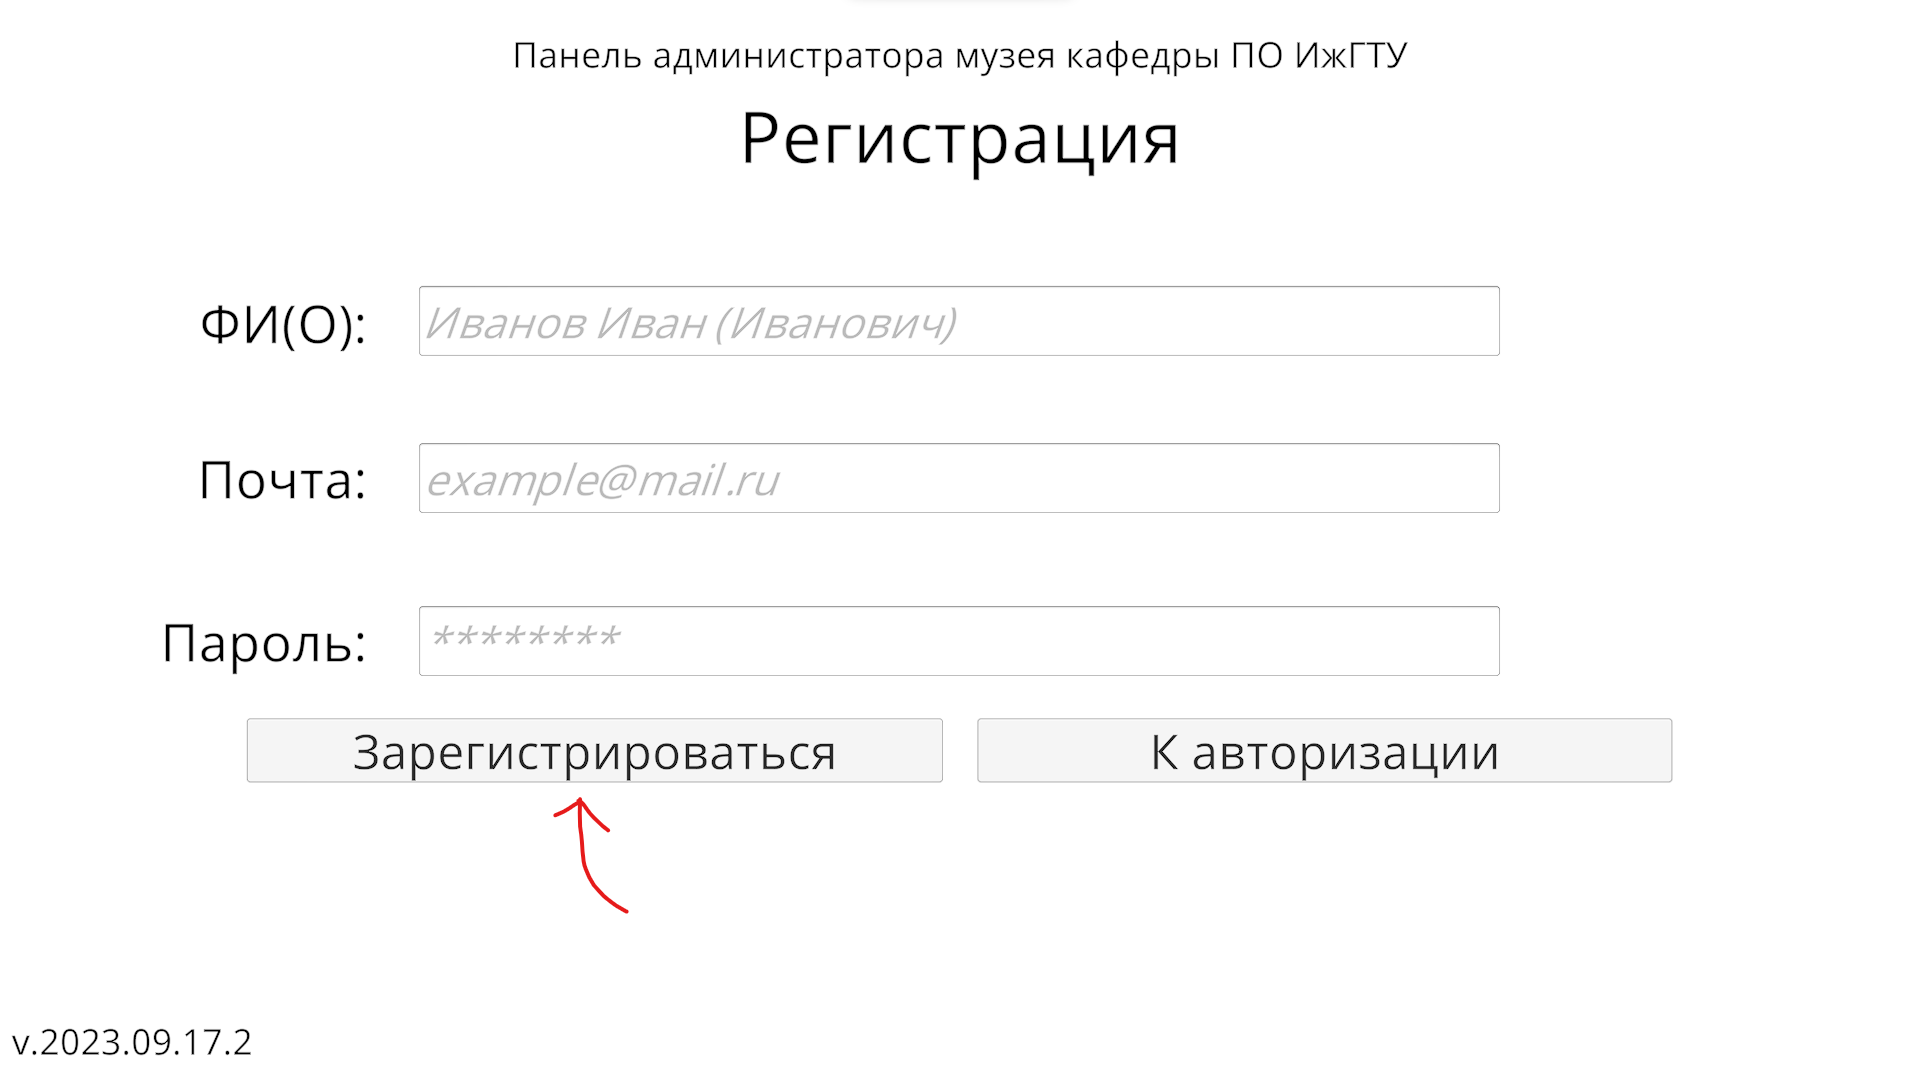 Панель администратора музея кафедры ПО ИжГТУ
Регистрация
ФИ(О): Иванов Иван (Иванович)
Почта: example@mail.ru
Пароль: ********
Зарегистрироваться К авторизации
v.2023.09.17.2